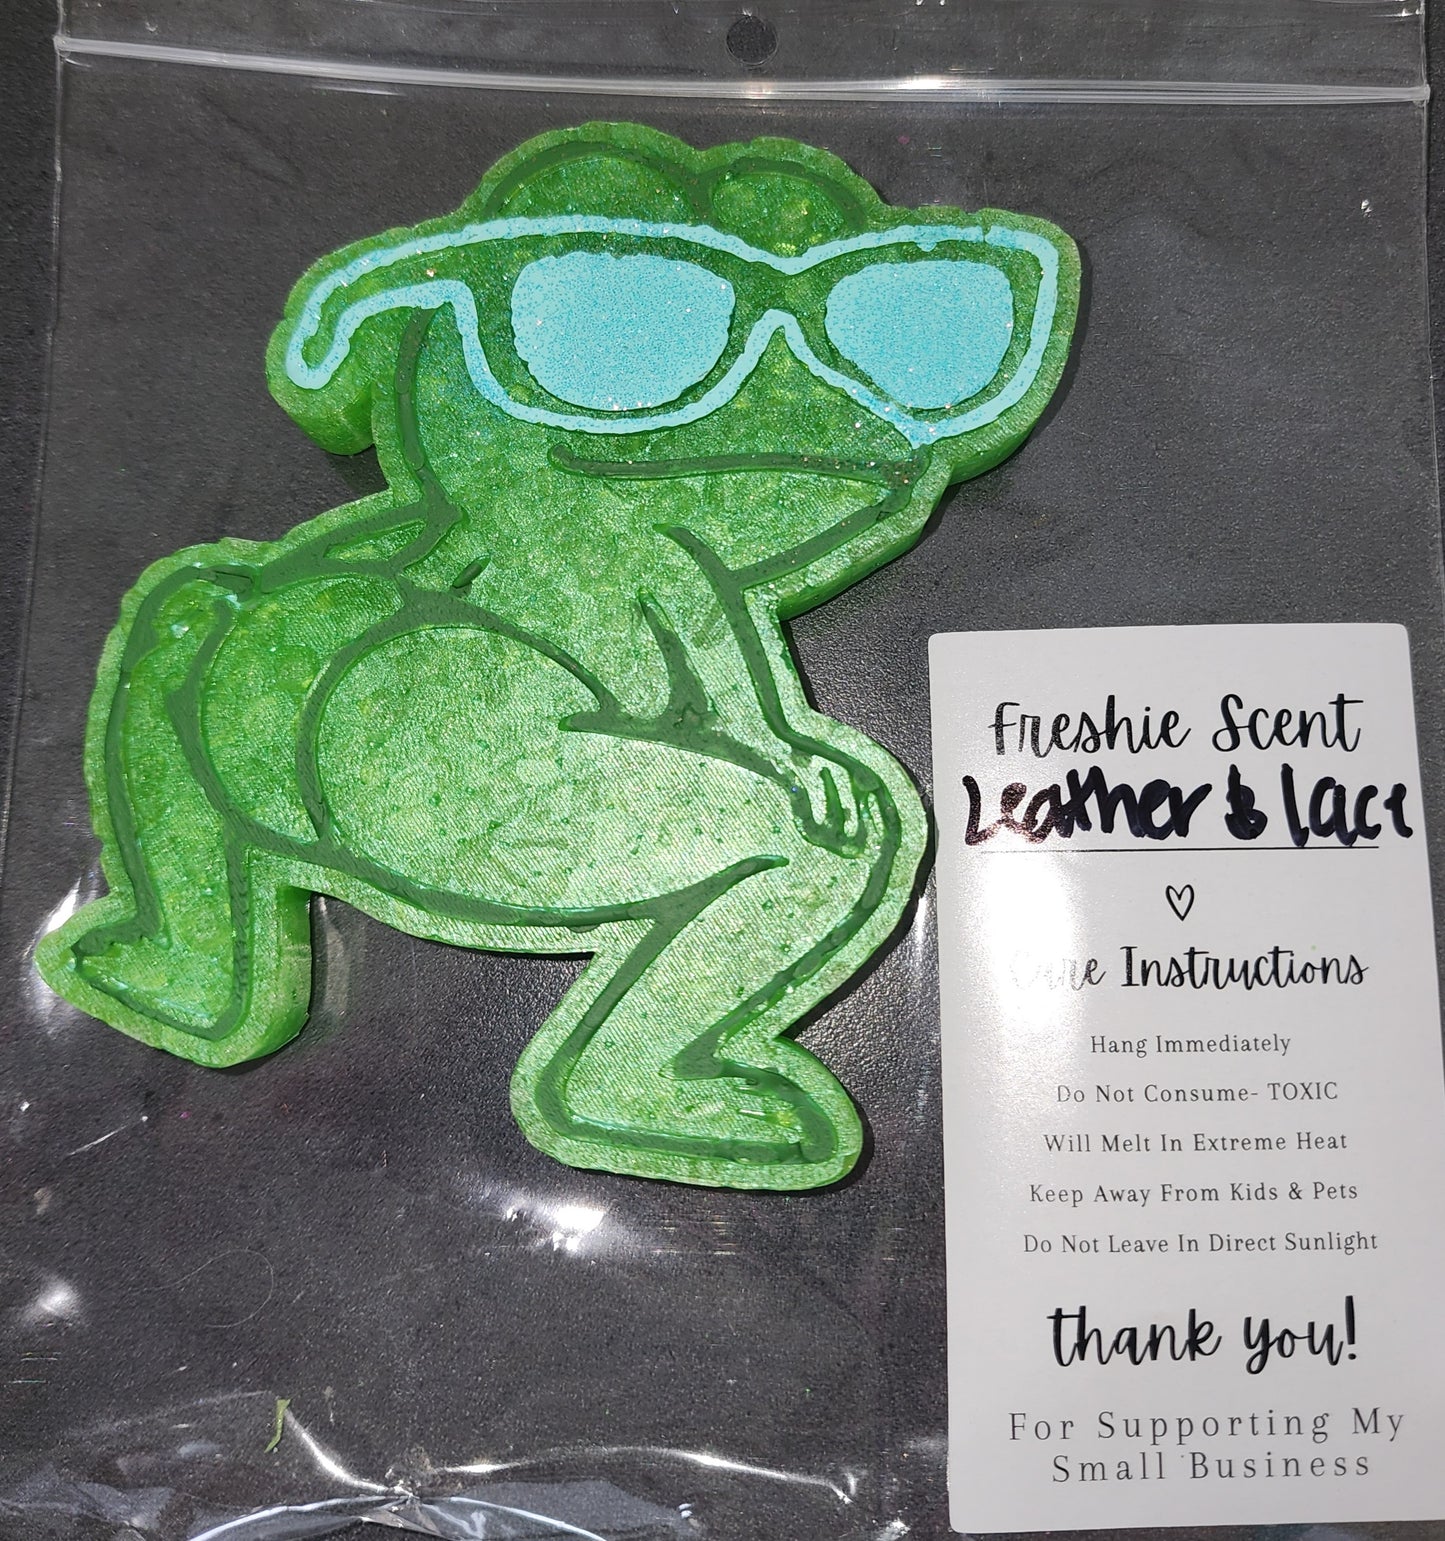 Freshie Scent
Leather & lace
Care Instructions
Hang Immediately
Do Not Consume- TOXIC
Will Melt In Extreme Heat
Keep Away From Kids & Pets
Do Not Leave In Direct Sunlight
thank you!
For Supporting My
Small Business